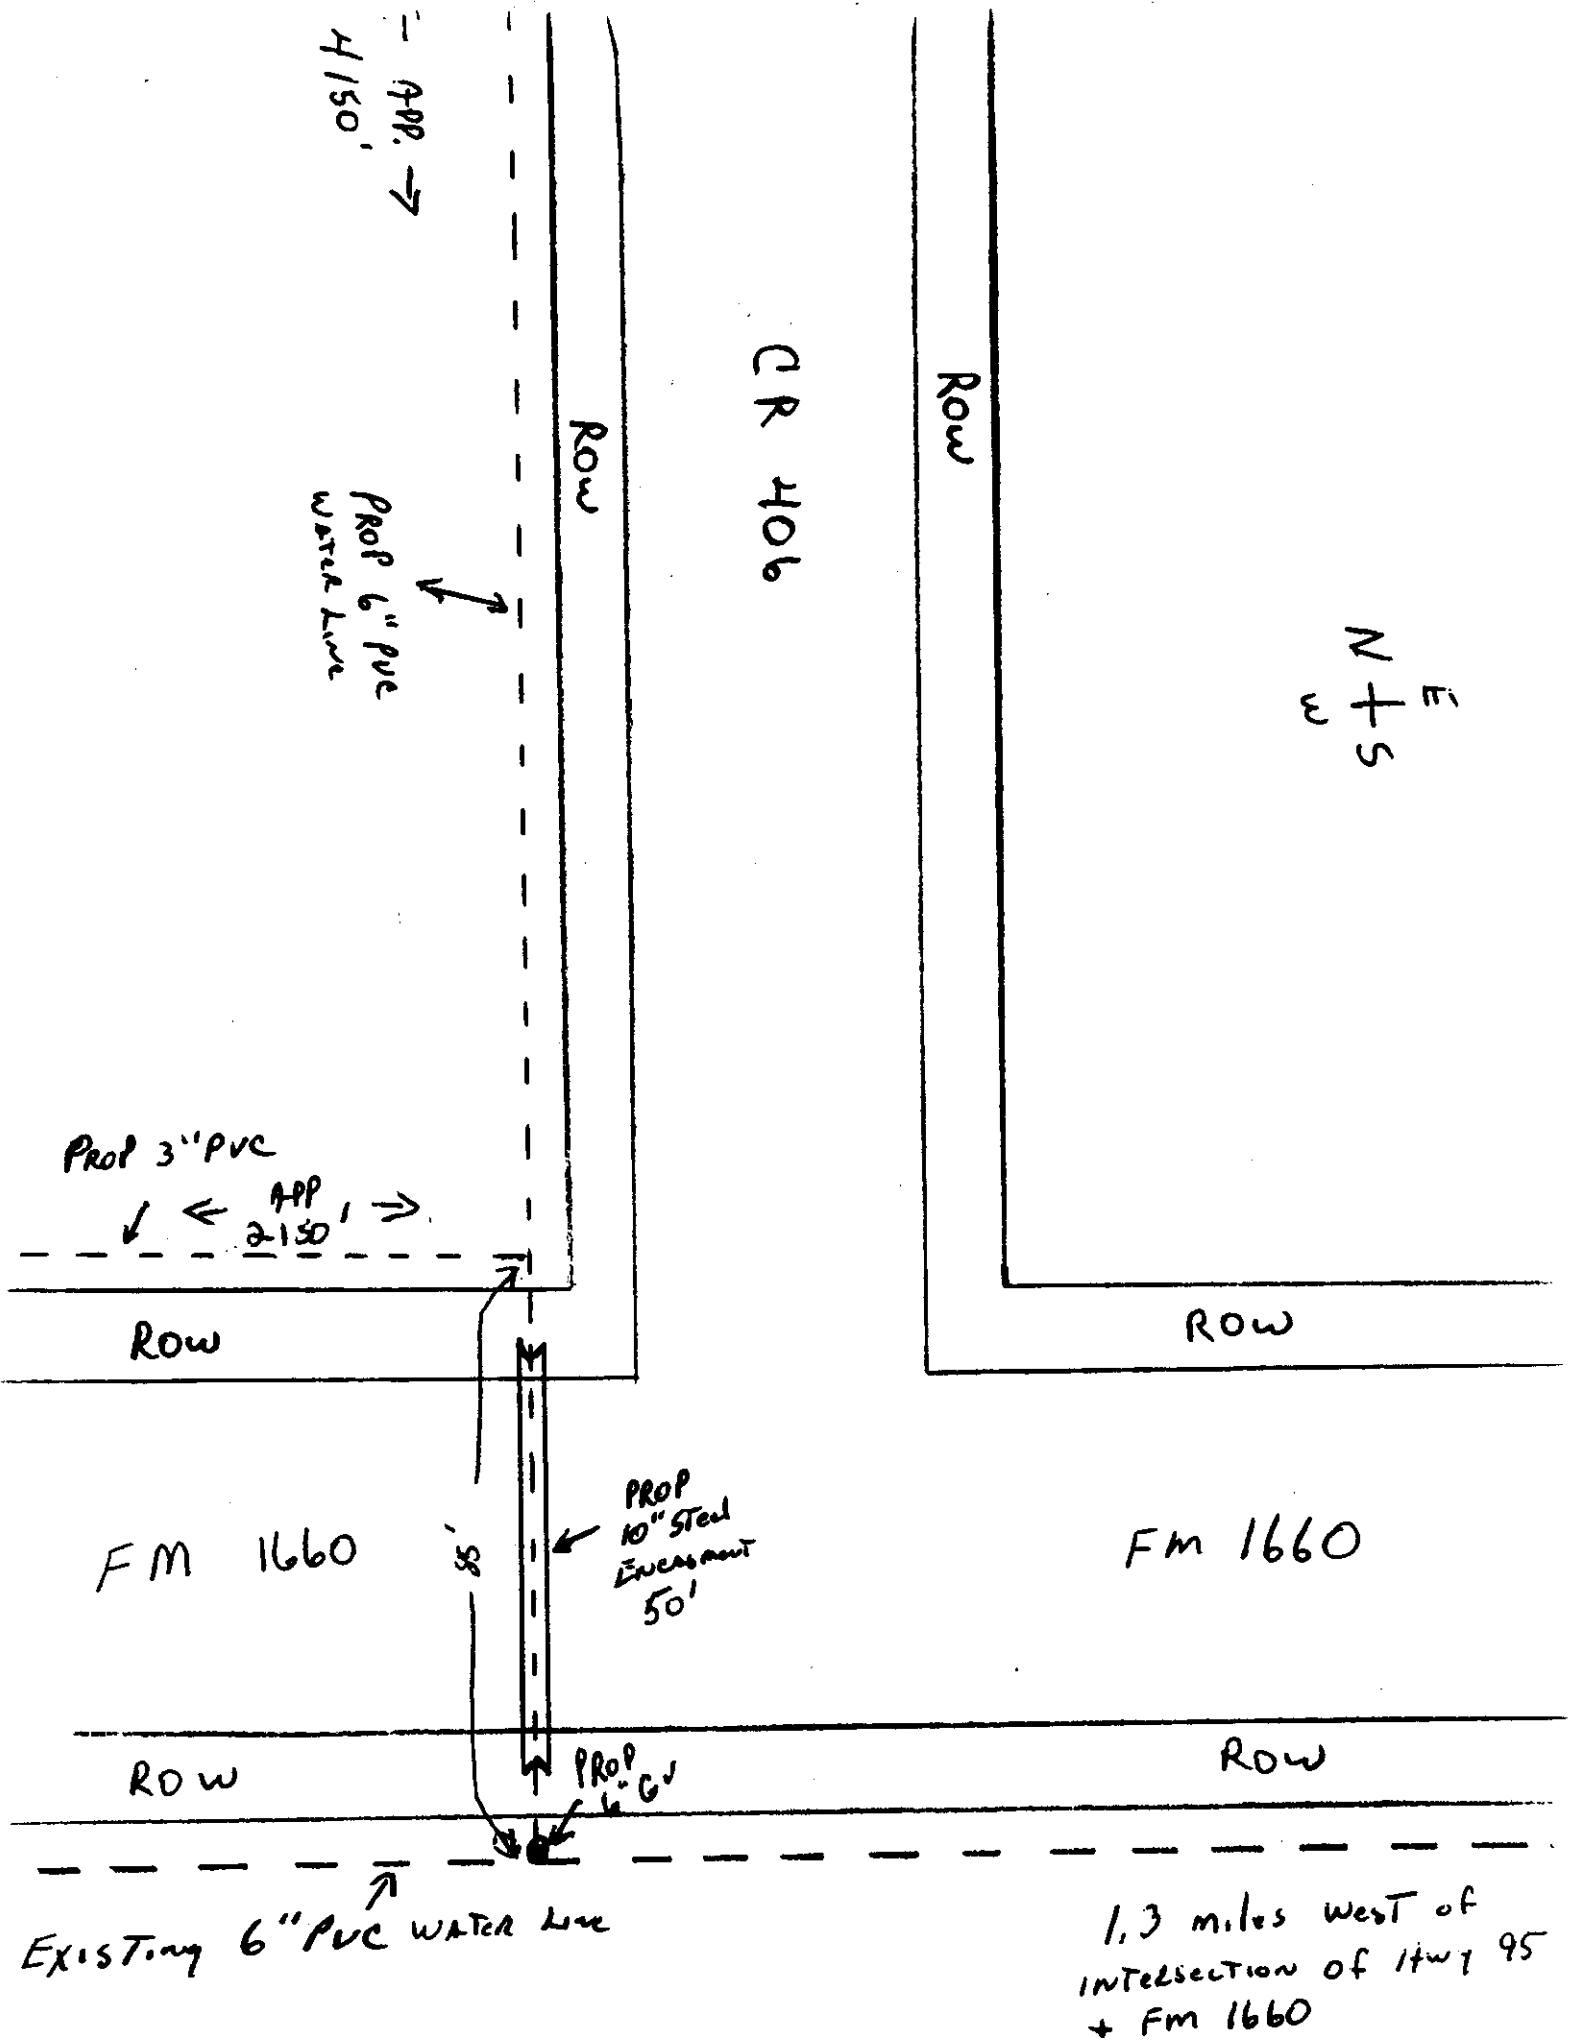 - APP. →
4150'
ROW
CR 406
ROW
PROP 6" PVC
WATER LINE
N
E
W
S
PROP 3" PVC
← APP →
2150'
ROW
ROW
FM 1660
85'
PROP
10" Steel
Encasment
50'
Fm 1660
ROW
PROP
6" GV
ROW
EXISTING 6" PVC WATER Line
1.3 miles west of
INTERSECTION of Hwy 95
+ Fm 1660